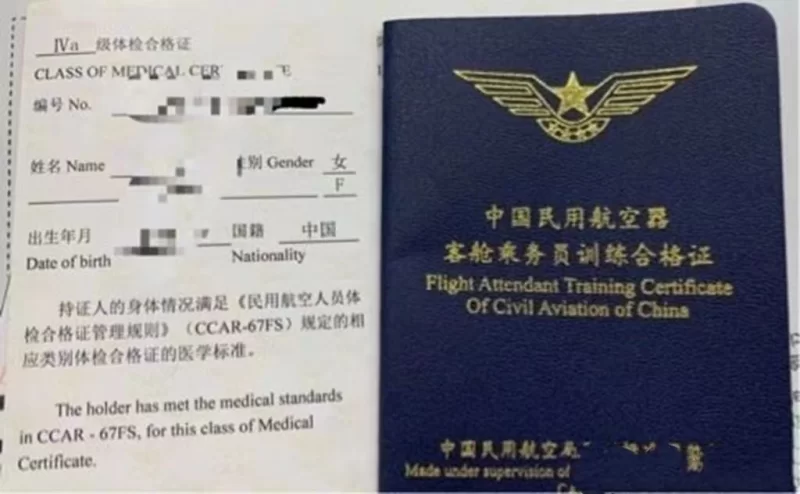 Ⅳa 级体检合格证
CLASS OF MEDICAL
编号 No.
姓名 Name 别 Gender 女
F
出生年月 国籍 中国
Date of birth Nationality
持证人的身体情况满足《民用航空人员体
检合格证管理规则》（CCAR-67FS）规定的相
应类别体检合格证的医学标准。
The holder has met the medical standards
in CCAR - 67FS, for this class of Medical
Certificate.
中国民用航空器
客舱乘务员训练合格证
Flight Attendant Training Certificate
Of Civil Aviation of China
中国民用航空局
Made under supervision of